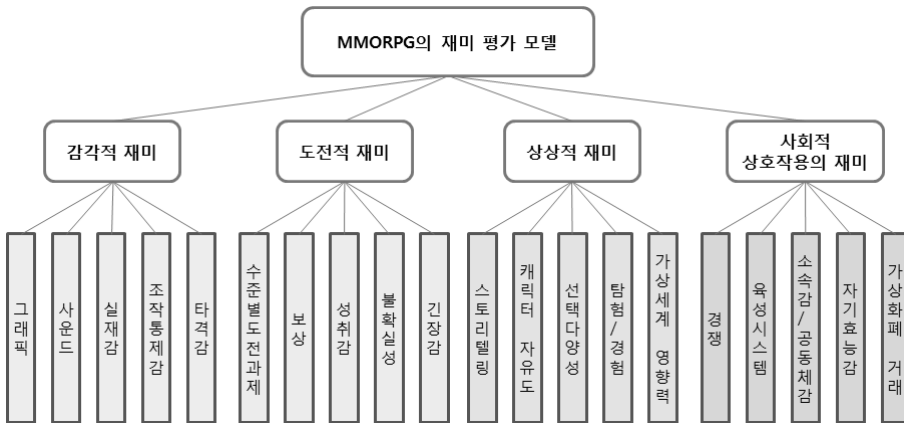 MMORPG의 재미 평가 모델
감각적 재미
도전적 재미
상상적 재미
사회적
상호작용의 재미
그래픽
사운드
실재감
조작통제감
타격감
수준별도전과제
보상
성취감
불확실성
긴장감
스토리텔링
캐릭터 자유도
선택다양성
탐험/경험
가상세계 영향력
경쟁
육성시스템
소속감/공동체감
자기효능감
가상화폐 거래